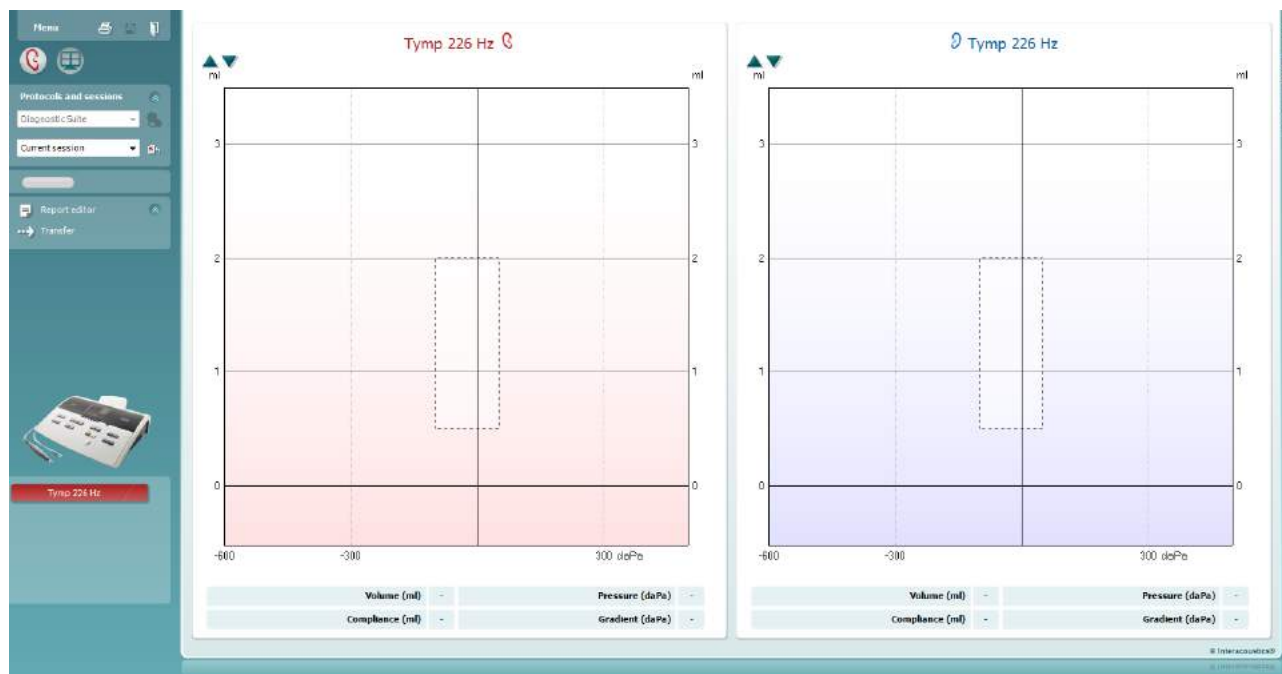 Menu
Protocols and sessions
Diagnostic Suite
Current session
Report editor
Transfer
Tymp 226 Hz
Tymp 226 Hz
ml
ml
3
3
2
2
1
1
0
0
-600
-300
300 daPa
Volume (ml) -
Pressure (daPa) -
Compliance (ml) -
Gradient (daPa) -
Tymp 226 Hz
ml
ml
3
3
2
2
1
1
0
0
-600
-300
300 daPa
Volume (ml) -
Pressure (daPa) -
Compliance (ml) -
Gradient (daPa) -
© Interacoustics®